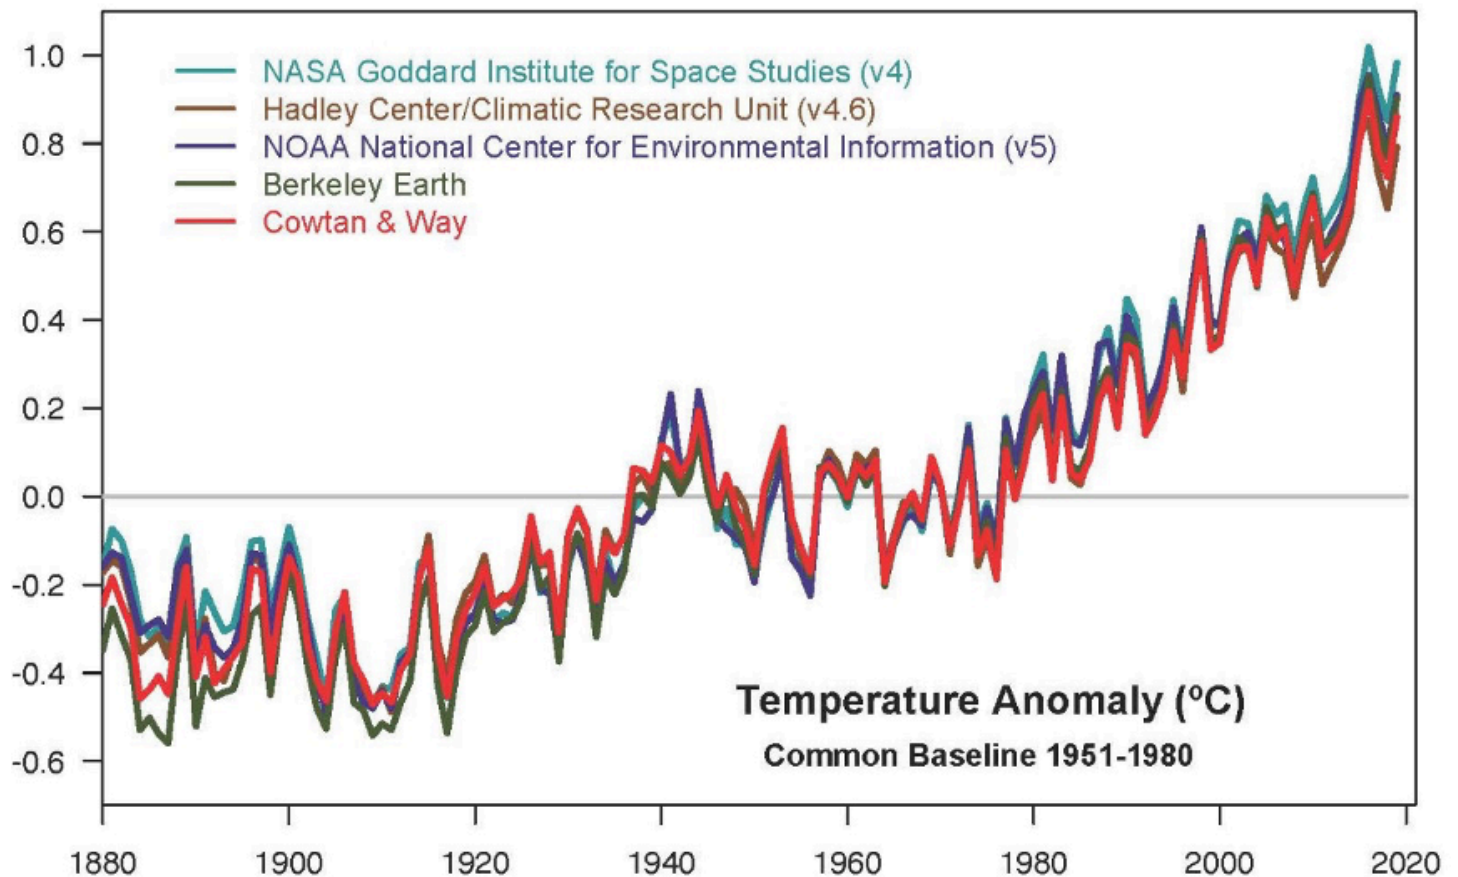 1.0
0.8
0.6
0.4
0.2
0.0
-0.2
-0.4
-0.6
NASA Goddard Institute for Space Studies (v4)
Hadley Center/Climatic Research Unit (v4.6)
NOAA National Center for Environmental Information (v5)
Berkeley Earth
Cowtan & Way
Temperature Anomaly (ºC)
Common Baseline 1951-1980
1880 1900 1920 1940 1960 1980 2000 2020